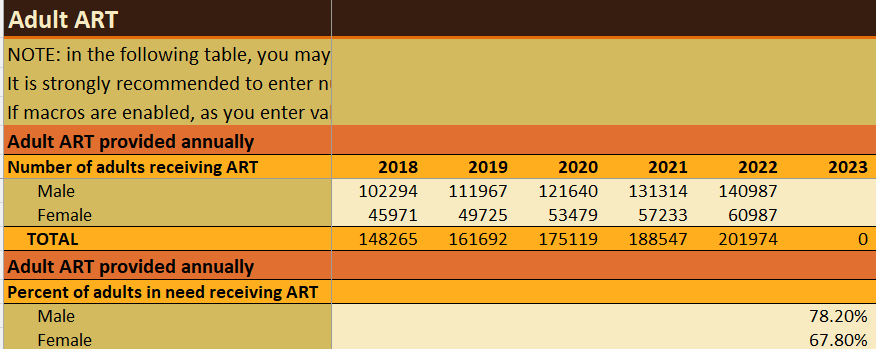 Adult ART
NOTE: in the following table, you may
It is strongly recommended to enter
If macros are enabled, as you enter
Adult ART provided annually
Number of adults receiving ART 2018 2019 2020 2021 2022 2023
Male 102294 111967 121640 131314 140987
Female 45971 49725 53479 57233 60987
TOTAL 148265 161692 175119 188547 201974 0
Adult ART provided annually
Percent of adults in need receiving ART
Male 78.20%
Female 67.80%